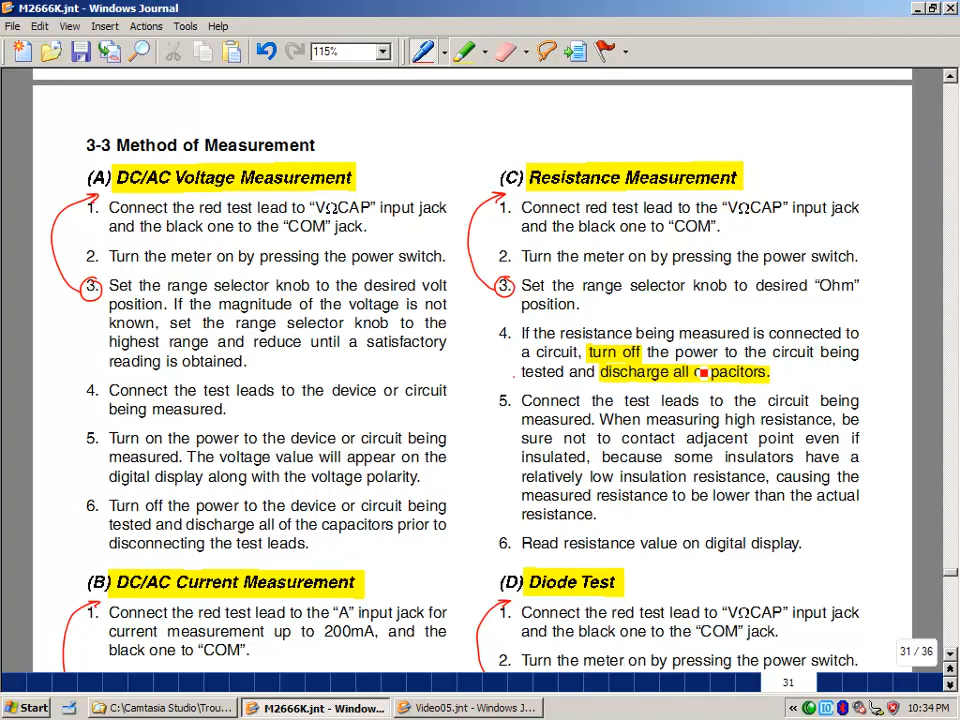 M2666K.jnt - Windows Journal
File Edit View Insert Actions Tools Help
115%
3-3 Method of Measurement
(A) DC/AC Voltage Measurement
1. Connect the red test lead to “VΩCAP” input jack
and the black one to the “COM” jack.
2. Turn the meter on by pressing the power switch.
3. Set the range selector knob to the desired volt
position. If the magnitude of the voltage is not
known, set the range selector knob to the
highest range and reduce until a satisfactory
reading is obtained.
4. Connect the test leads to the device or circuit
being measured.
5. Turn on the power to the device or circuit being
measured. The voltage value will appear on the
digital display along with the voltage polarity.
6. Turn off the power to the device or circuit being
tested and discharge all of the capacitors prior to
disconnecting the test leads.
(B) DC/AC Current Measurement
1. Connect the red test lead to the “A” input jack for
current measurement up to 200mA, and the
black one to “COM”.
(C) Resistance Measurement
1. Connect red test lead to the “VΩCAP” input jack
and the black one to “COM”.
2. Turn the meter on by pressing the power switch.
3. Set the range selector knob to desired “Ohm”
position.
4. If the resistance being measured is connected to
a circuit, turn off the power to the circuit being
tested and discharge all capacitors.
5. Connect the test leads to the circuit being
measured. When measuring high resistance, be
sure not to contact adjacent point even if
insulated, because some insulators have a
relatively low insulation resistance, causing the
measured resistance to be lower than the actual
resistance.
6. Read resistance value on digital display.
(D) Diode Test
1. Connect the red test lead to “VΩCAP” input jack
and the black one to the “COM” jack.
2. Turn the meter on by pressing the power switch.
31 / 36
31
Start C:\Camtasia Studio\Trou... M2666K.jnt - Window... Video05.jnt - Windows J... 10:34 PM